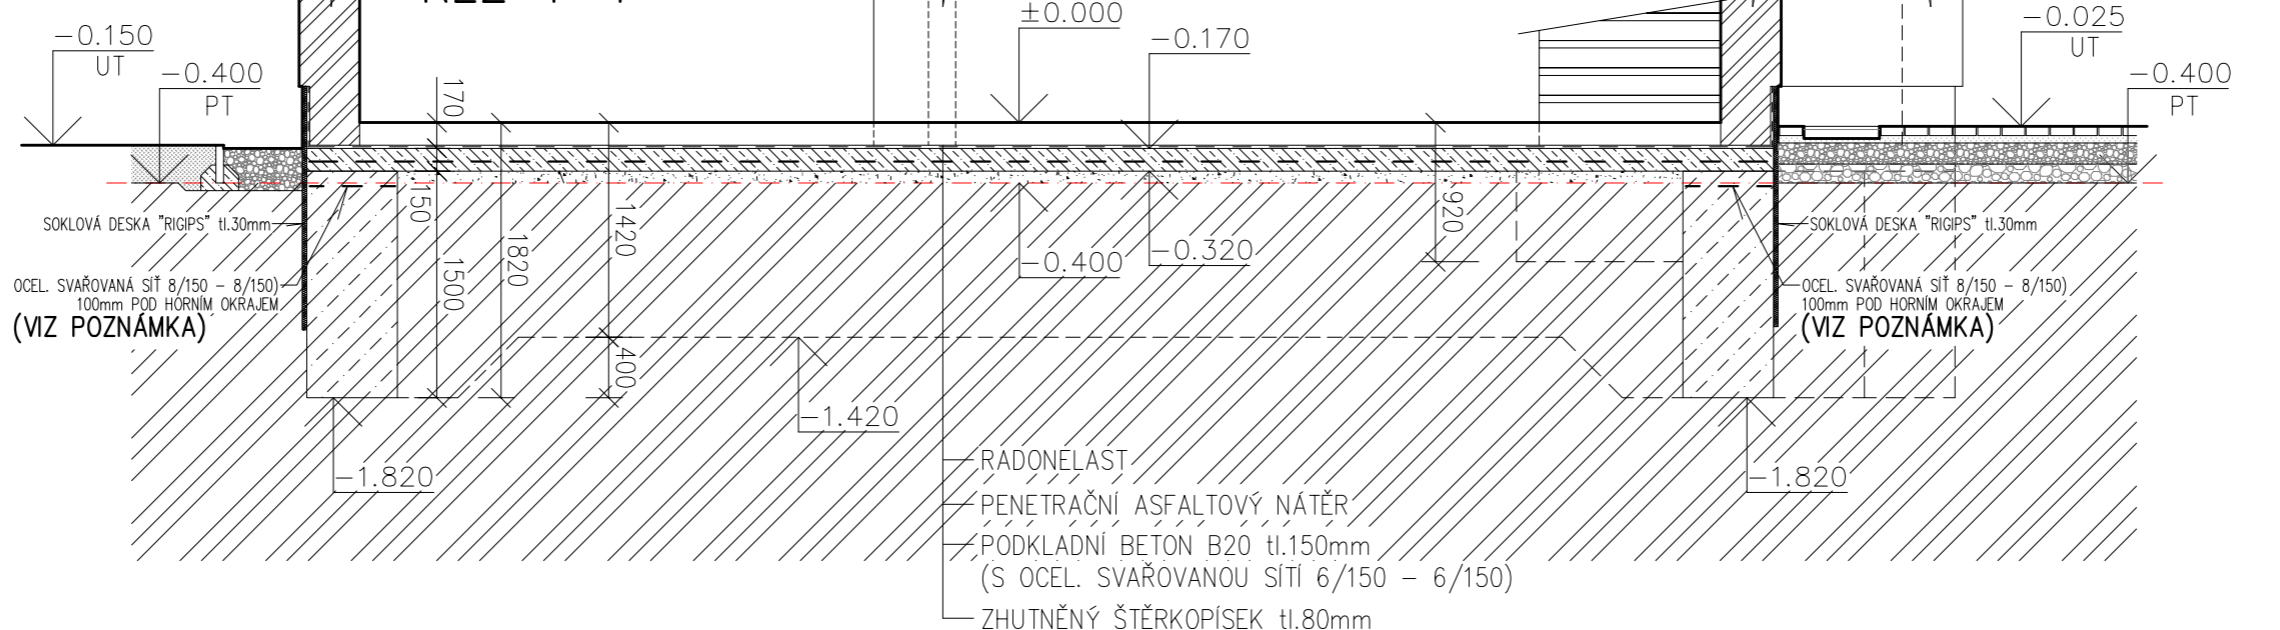 ±0.000
-0.025
UT
-0.150
UT
-0.170
-0.400
PT
-0.400
PT
170
150
1500
1820
1420
400
920
SOKLOVÁ DESKA "RIGIPS" tl.30mm
SOKLOVÁ DESKA "RIGIPS" tl.30mm
-0.400
-0.320
OCEL. SVAŘOVANÁ SÍŤ 8/150 - 8/150)
100mm POD HORNÍM OKRAJEM
(VIZ POZNÁMKA)
OCEL. SVAŘOVANÁ SÍŤ 8/150 - 8/150)
100mm POD HORNÍM OKRAJEM
(VIZ POZNÁMKA)
-1.420
-1.820
-1.820
RADONELAST
PENETRAČNÍ ASFALTOVÝ NÁTĚR
PODKLADNÍ BETON B20 tl.150mm
(S OCEL. SVAŘOVANOU SÍTÍ 6/150 - 6/150)
ZHUTNĚNÝ ŠTĚRKOPÍSEK tl.80mm